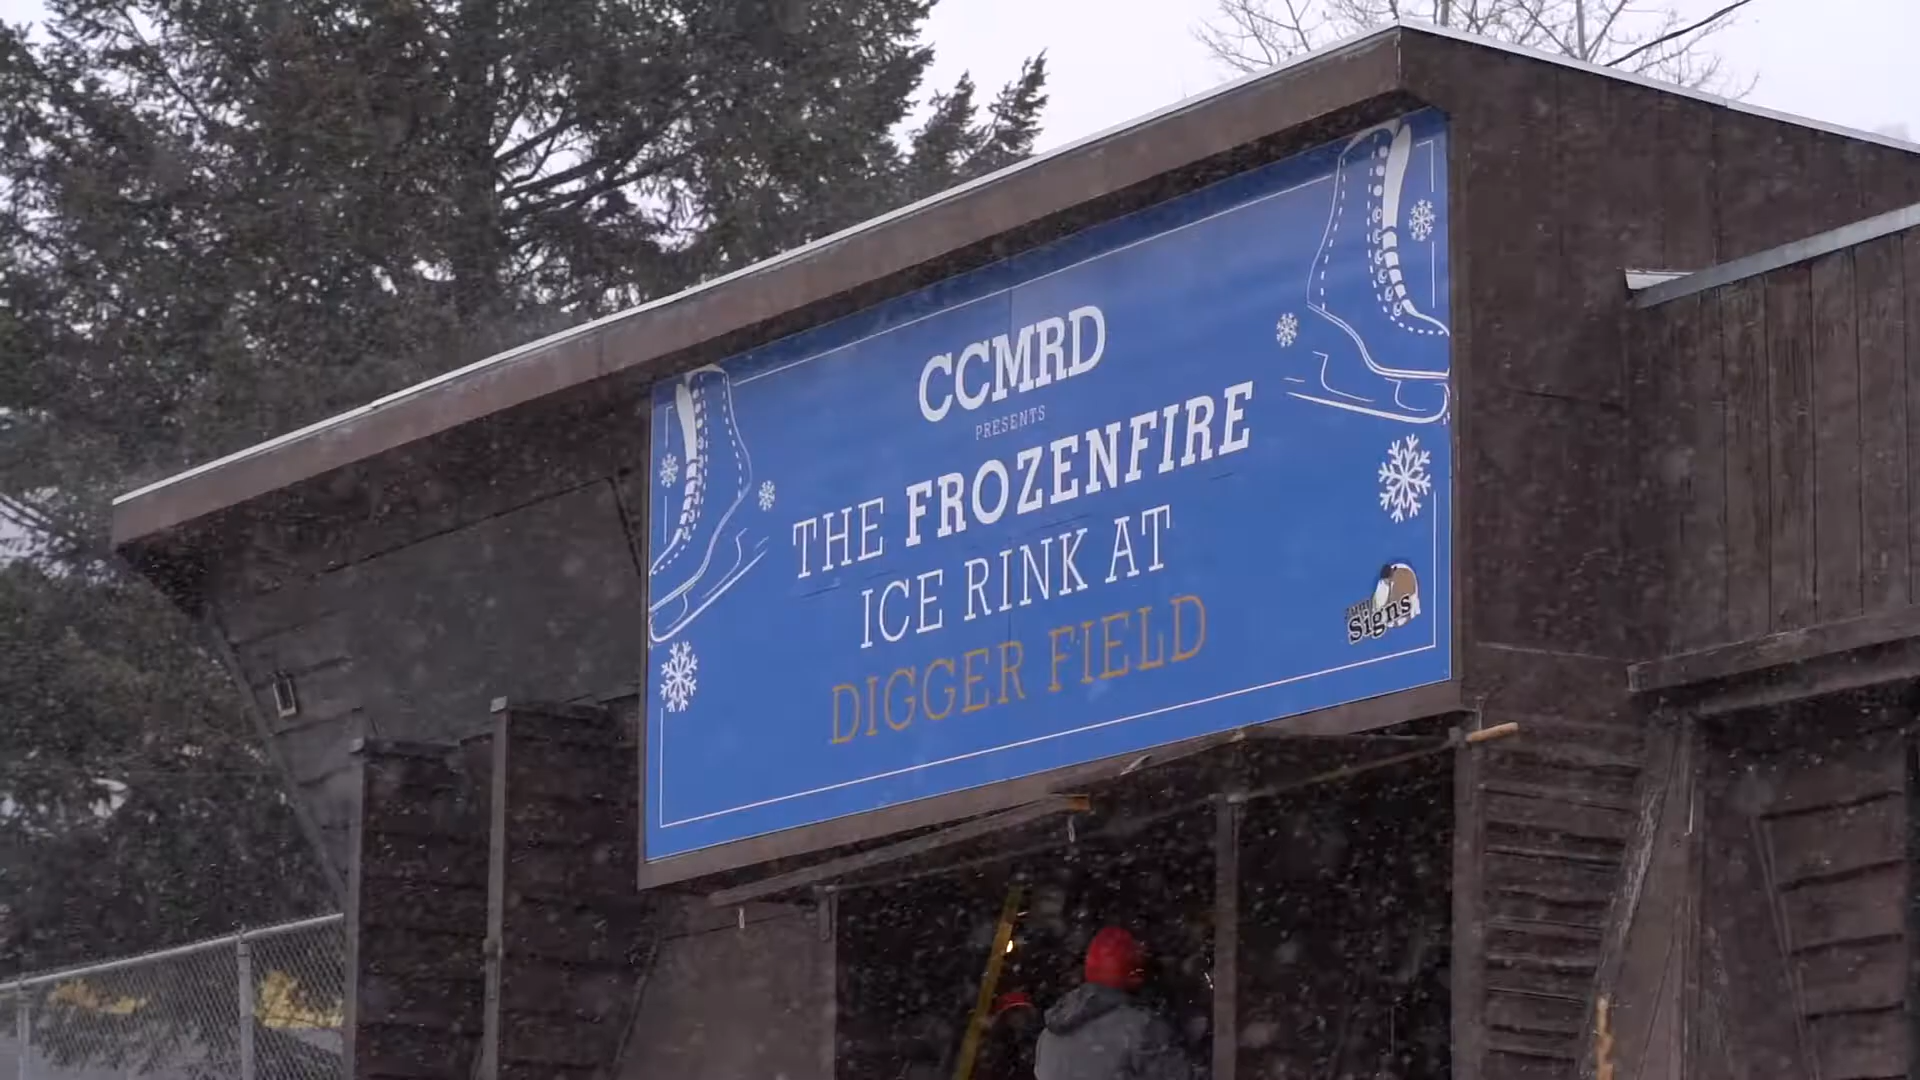 CCMRD
PRESENTS
THE FROZENFIRE
ICE RINK AT
DIGGER FIELD
Signs